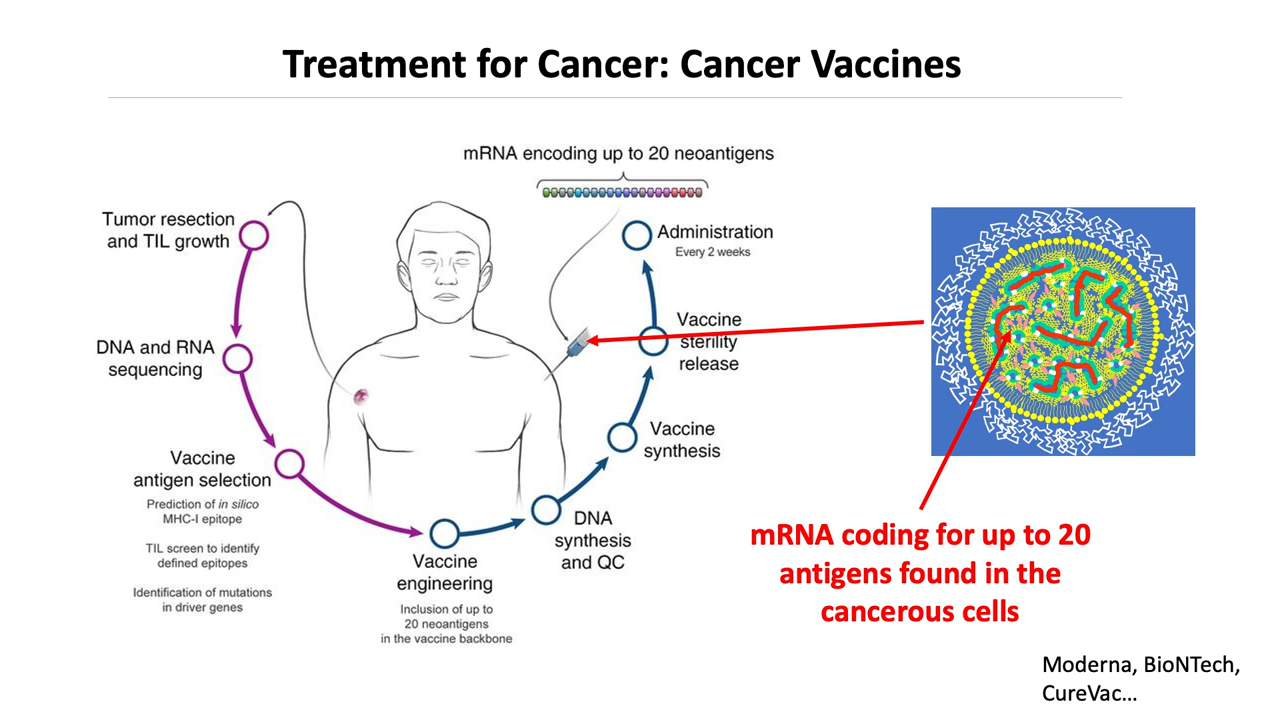 Treatment for Cancer: Cancer Vaccines
mRNA encoding up to 20 neoantigens
Tumor resection
and TIL growth
DNA and RNA
sequencing
Vaccine
antigen selection
Prediction of in silico
MHC-I epitope
TIL screen to identify
defined epitopes
Identification of mutations
in driver genes
Vaccine
engineering
Inclusion of up to
20 neoantigens
in the vaccine backbone
DNA
synthesis
and QC
Vaccine
synthesis
Vaccine
sterility
release
Administration
Every 2 weeks
mRNA coding for up to 20
antigens found in the
cancerous cells
Moderna, BioNTech,
CureVac...